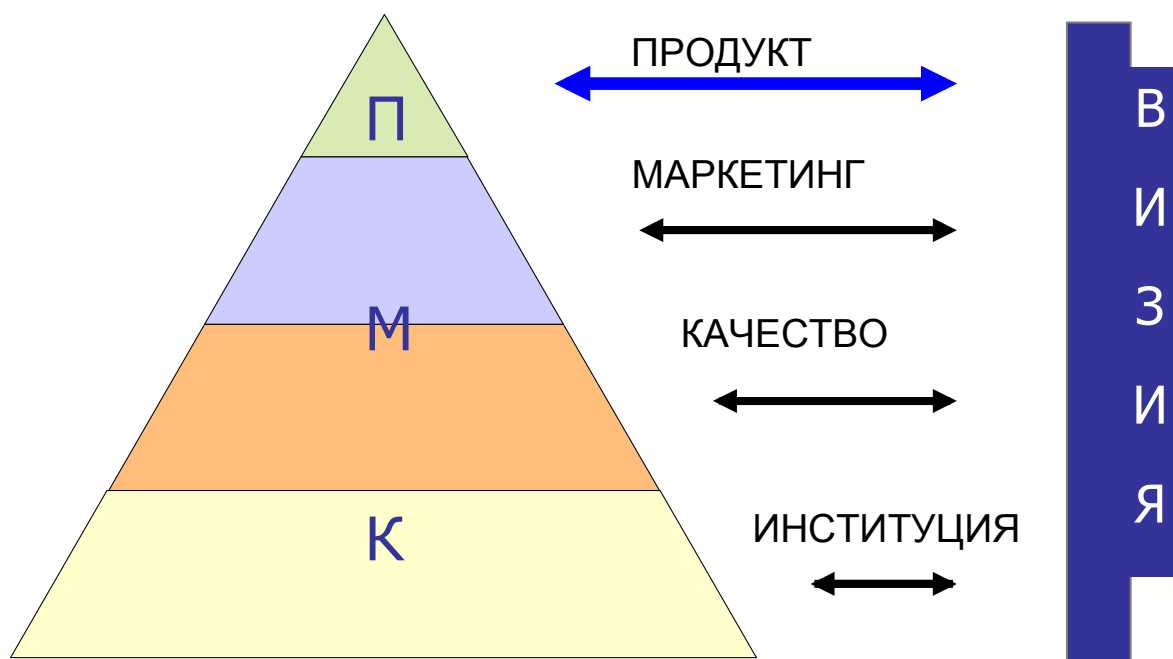 П
М
К
ПРОДУКТ
МАРКЕТИНГ
КАЧЕСТВО
ИНСТИТУЦИЯ
В
И
З
И
Я